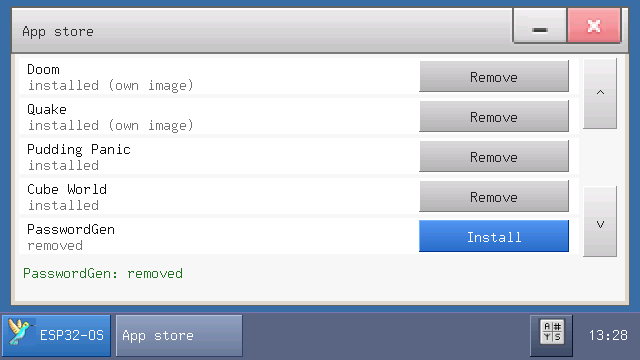 App store
Doom
installed (own image)
Remove
Quake
installed (own image)
Remove
Pudding Panic
installed
Remove
Cube World
installed
Remove
PasswordGen
removed
Install
PasswordGen: removed
ESP32-OS
App store
A#
TS
13:28